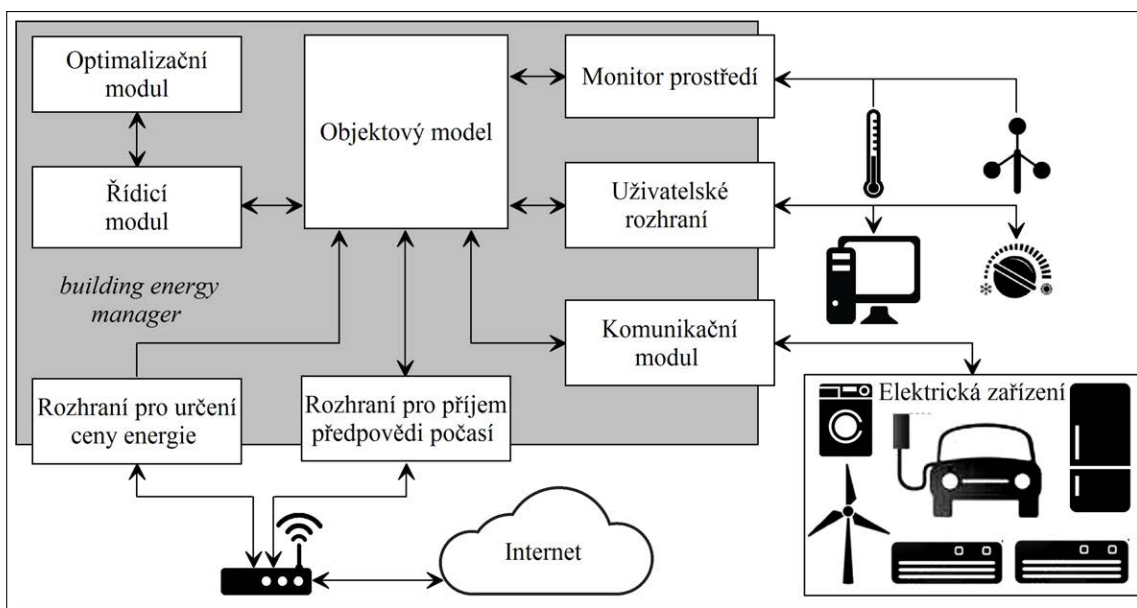 Optimalizační
modul
Řídicí
modul
building energy
manager
Objektový model
Monitor prostředí
Uživatelské
rozhraní
Komunikační
modul
Rozhraní pro určení
ceny energie
Rozhraní pro příjem
předpovědi počasí
Internet
Elektrická zařízení